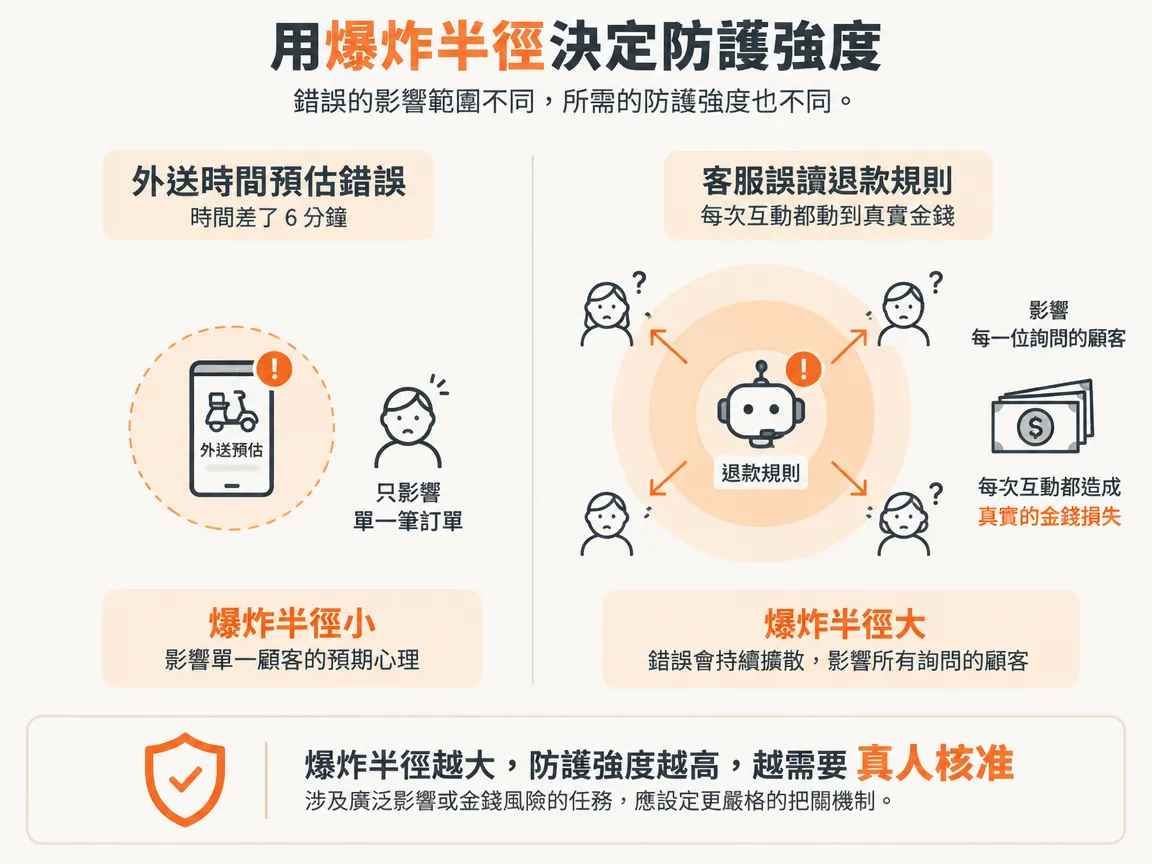 用爆炸半徑決定防護強度
錯誤的影響範圍不同，所需的防護強度也不同。
外送時間預估錯誤
時間差了 6 分鐘
外送預估
!
只影響
單一筆訂單
爆炸半徑小
影響單一顧客的預期心理
客服誤讀退款規則
每次互動都動到真實金錢
?
?
!
退款規則
?
影響
每一位詢問的顧客
$
每次互動都造成
真實的金錢損失
爆炸半徑大
錯誤會持續擴散，影響所有詢問的顧客
爆炸半徑越大，防護強度越高，越需要 真人核准
涉及廣泛影響或金錢風險的任務，應設定更嚴格的把關機制。